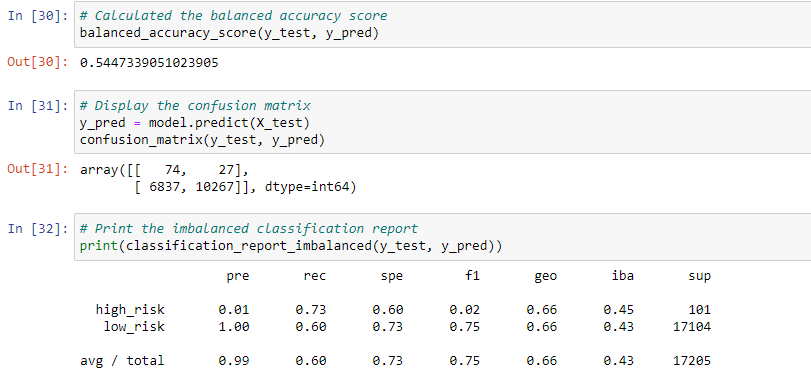 In [30]: # Calculated the balanced accuracy score
balanced_accuracy_score(y_test, y_pred)
Out[30]: 0.5447339051023905
In [31]: # Display the confusion matrix
y_pred = model.predict(X_test)
confusion_matrix(y_test, y_pred)
Out[31]: array([[   74,    27],
[ 6837, 10267]], dtype=int64)
In [32]: # Print the imbalanced classification report
print(classification_report_imbalanced(y_test, y_pred))
pre rec spe f1 geo iba sup
high_risk 0.01 0.73 0.60 0.02 0.66 0.45 101
low_risk 1.00 0.60 0.73 0.75 0.66 0.43 17104
avg / total 0.99 0.60 0.73 0.75 0.66 0.43 17205